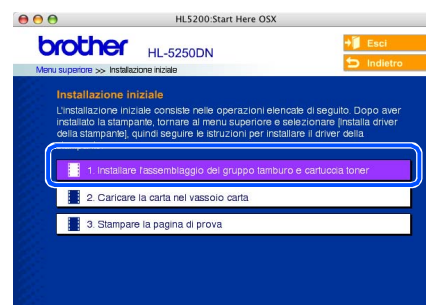 HL5200:Start Here OSX
brother
HL-5250DN
Esci
Indietro
Menu superiore >> Installazione iniziale
Installazione iniziale
L'installazione iniziale consiste nelle operazioni elencate di seguito. Dopo aver
installato la stampante, tornare al menu superiore e selezionare [Installa driver
della stampante], quindi seguire le istruzioni per installare il driver della
1. Installare l'assemblaggio del gruppo tamburo e cartuccia toner
2. Caricare la carta nel vassoio carta
3. Stampare la pagina di prova